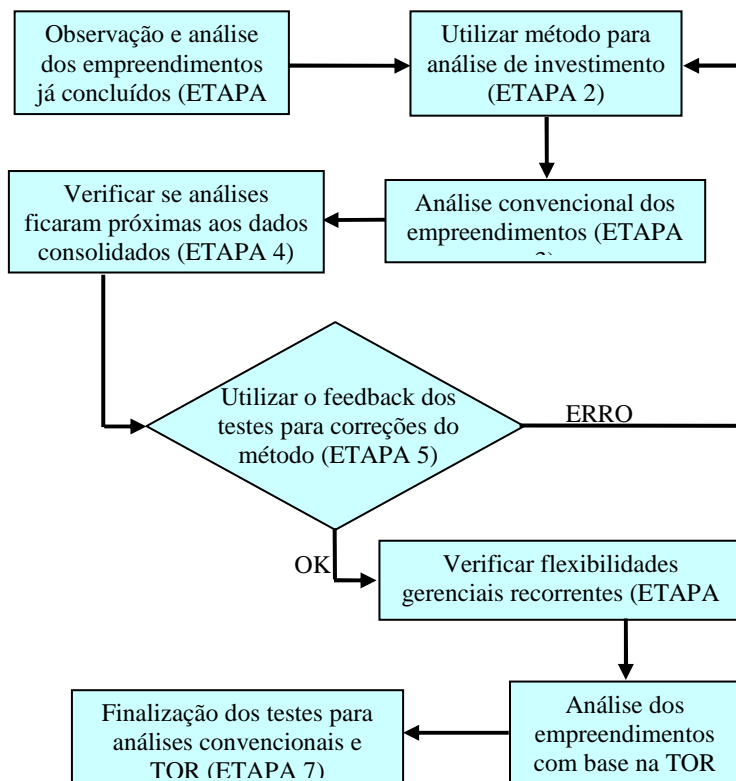 Observação e análise
dos empreendimentos
já concluídos (ETAPA
Utilizar método para
análise de investimento
(ETAPA 2)
Análise convencional dos
empreendimentos (ETAPA
Verificar se análises
ficaram próximas aos dados
consolidados (ETAPA 4)
Utilizar o feedback dos
testes para correções do
método (ETAPA 5)
ERRO
OK
Verificar flexibilidades
gerenciais recorrentes (ETAPA
Análise dos
empreendimentos
com base na TOR
Finalização dos testes para
análises convencionais e
TOR (ETAPA 7)